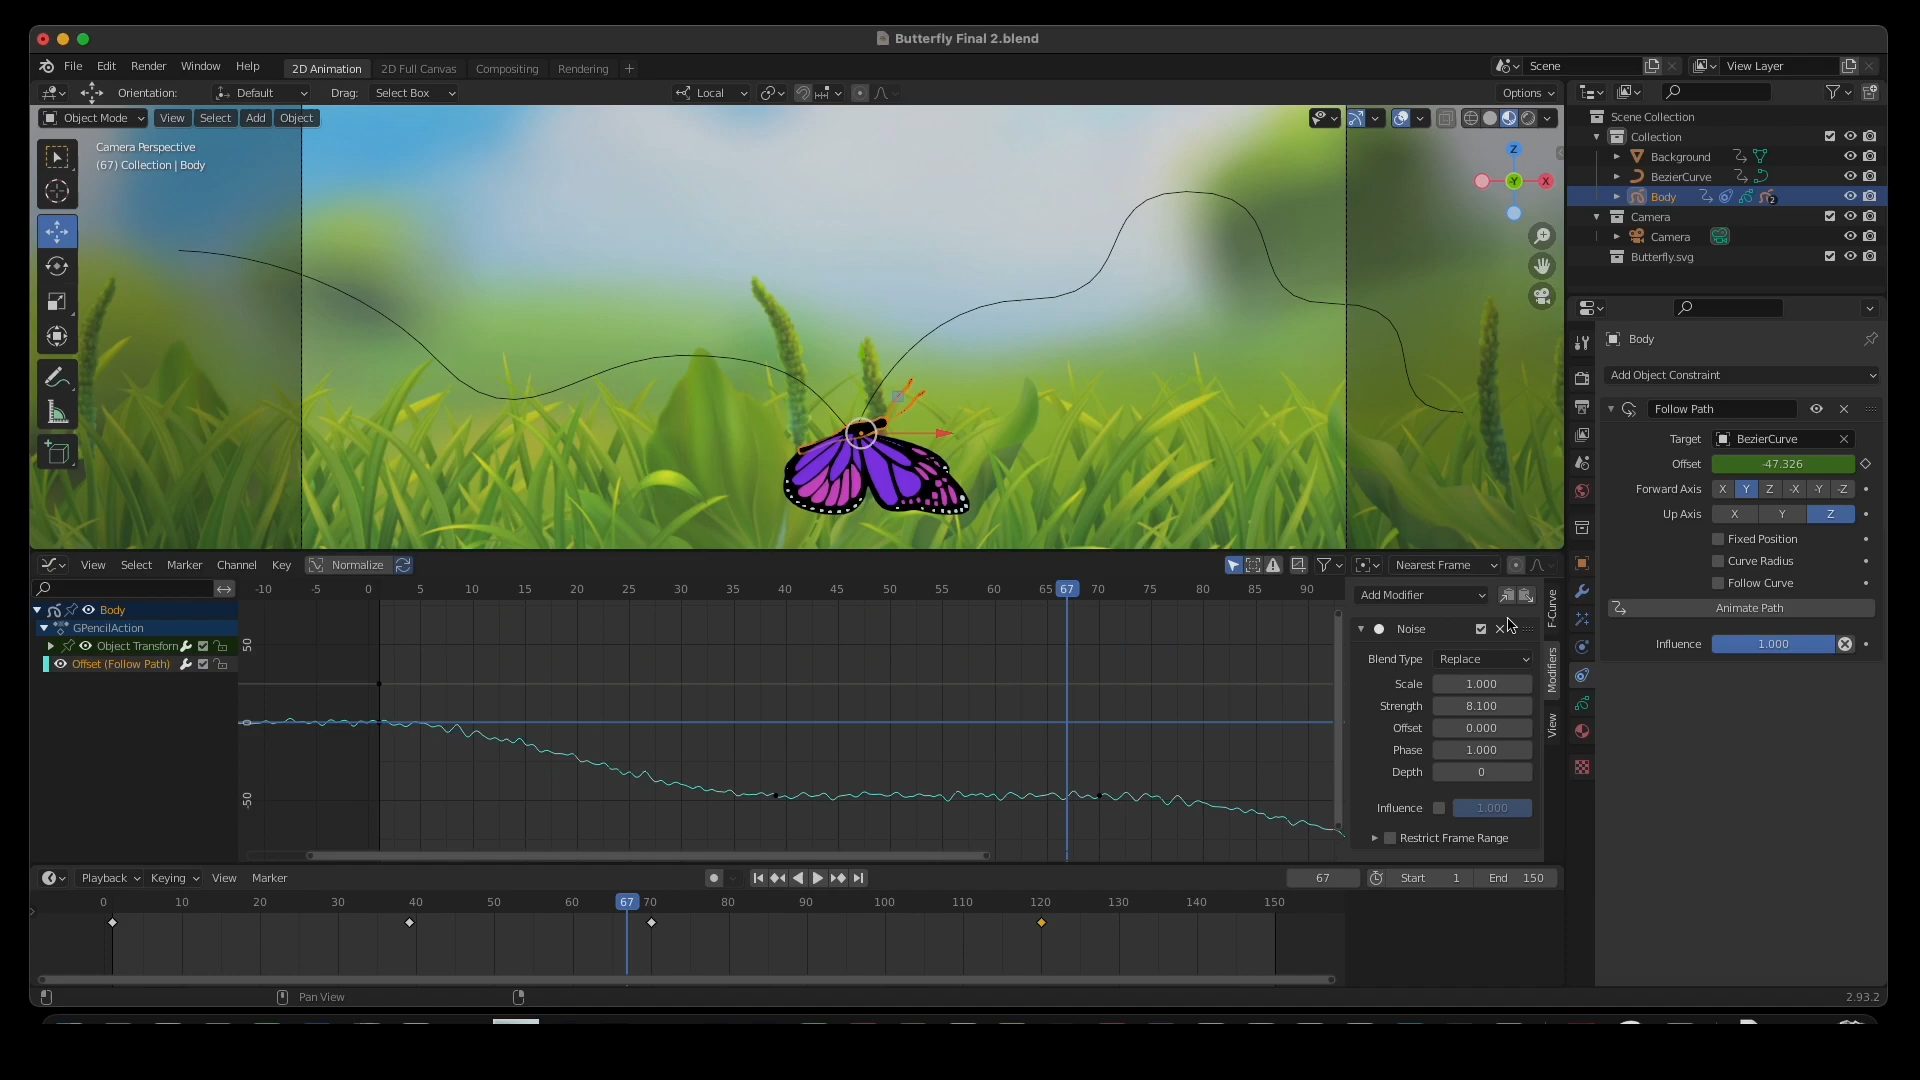 Butterfly Final 2.blend
File Edit Render Window Help 2D Animation 2D Full Canvas Compositing Rendering + Scene View Layer
Orientation: Default Drag: Select Box Local Options
Object Mode View Select Add Object
Camera Perspective
(67) Collection | Body
Z
-Y X
Scene Collection
Collection
Background
BezierCurve
Body 2
Camera
Camera
Butterfly.svg
Body
Add Object Constraint
Follow Path
Target BezierCurve
Offset -47.326
Forward Axis X Y Z -X -Y -Z
Up Axis X Y Z
Fixed Position
Curve Radius
Follow Curve
Animate Path
Influence 1.000
View Select Marker Channel Key Normalize Nearest Frame
-10 -5 0 5 10 15 20 25 30 35 40 45 50 55 60 65 67 70 75 80 85 90
Body
GPencilAction
Object Transform
Offset (Follow Path)
50
0
-50
Add Modifier
Noise
Blend Type Replace
Scale 1.000
Strength 8.100
Offset 0.000
Phase 1.000
Depth 0
Influence 1.000
Restrict Frame Range
F-Curve
Modifiers
View
Playback Keying View Marker 67 Start 1 End 150
0 10 20 30 40 50 60 67 70 80 90 100 110 120 130 140 150
Pan View 2.93.2